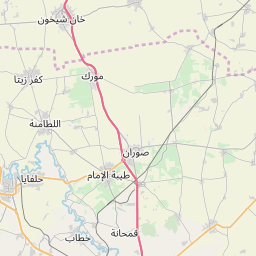 خان شيخون
كفر زيتا
مورك
اللطامنة
صوران
طيبة الإمام
حلفايا
قمحانة
خطاب